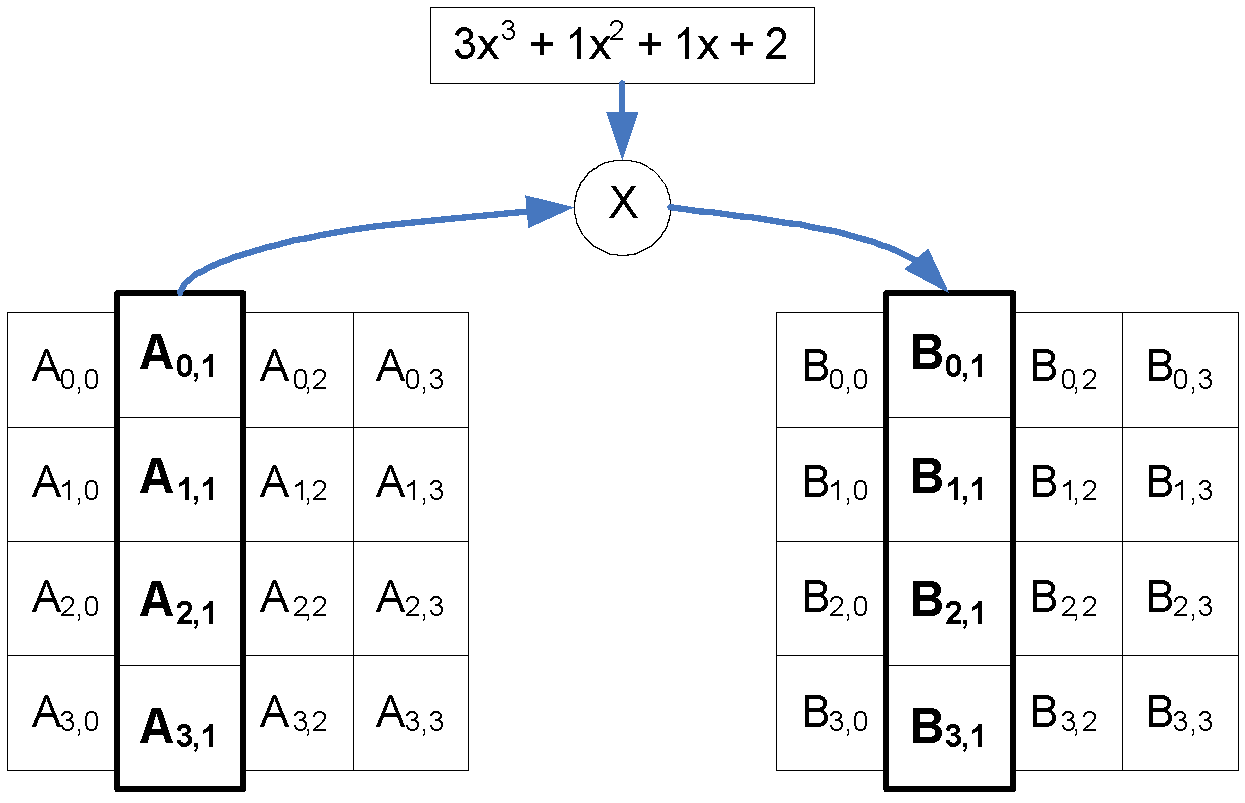 3x³ + 1x² + 1x + 2
X
A0,0 A0,1 A0,2 A0,3 B0,0 B0,1 B0,2 B0,3
A1,0 A1,1 A1,2 A1,3 B1,0 B1,1 B1,2 B1,3
A2,0 A2,1 A2,2 A2,3 B2,0 B2,1 B2,2 B2,3
A3,0 A3,1 A3,2 A3,3 B3,0 B3,1 B3,2 B3,3